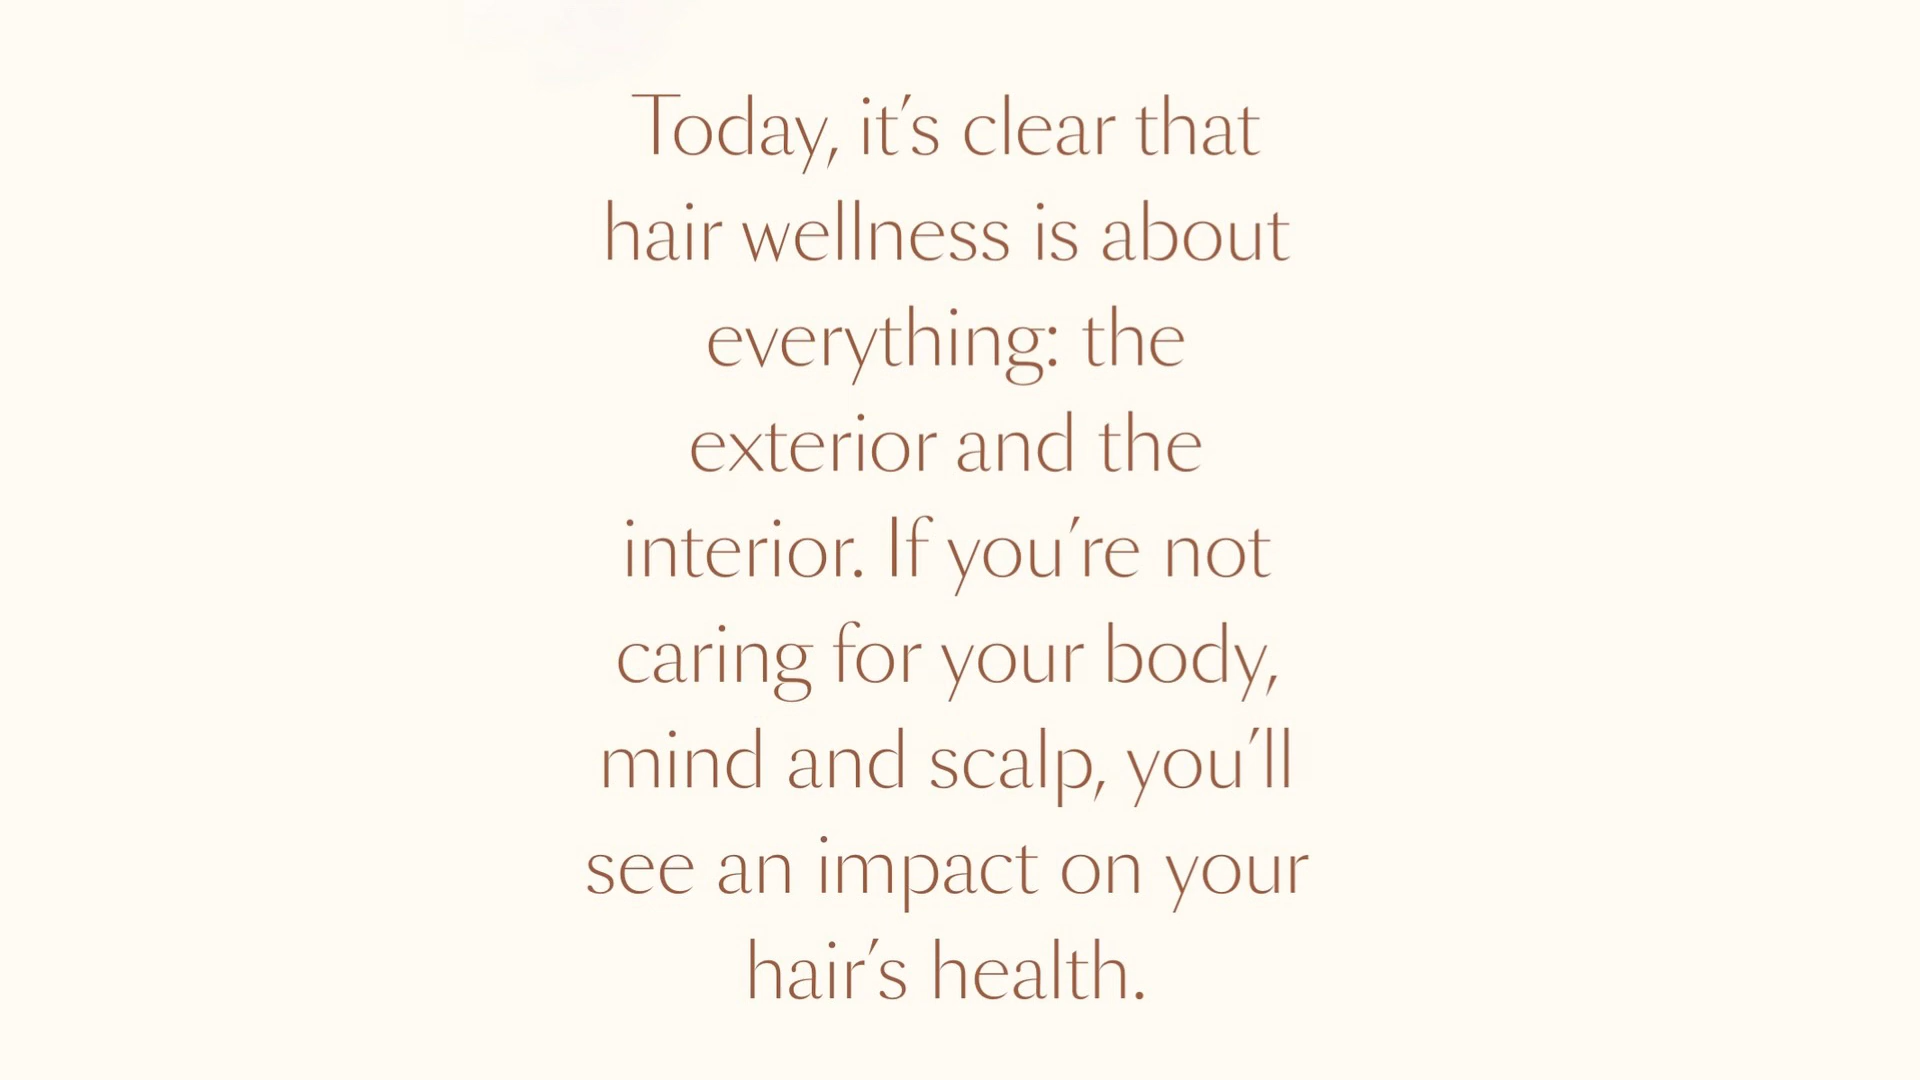 Today, it’s clear that
hair wellness is about
everything: the
exterior and the
interior. If you’re not
caring for your body,
mind and scalp, you’ll
see an impact on your
hair’s health.